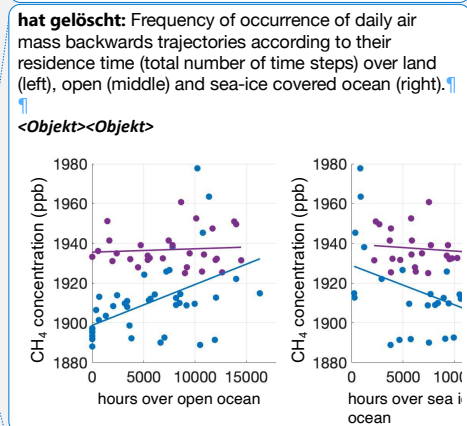 hat gelöscht: Frequency of occurrence of daily air
mass backwards trajectories according to their
residence time (total number of time steps) over land
(left), open (middle) and sea-ice covered ocean (right).¶
¶
<Objekt><Objekt>
1980
1960
1940
1920
1900
1880
CH4 concentration (ppb)
0 5000 10000 15000
hours over open ocean
1980
1960
1940
1920
1900
1880
CH4 concentration (ppb)
0 5000 1000
hours over sea i
ocean